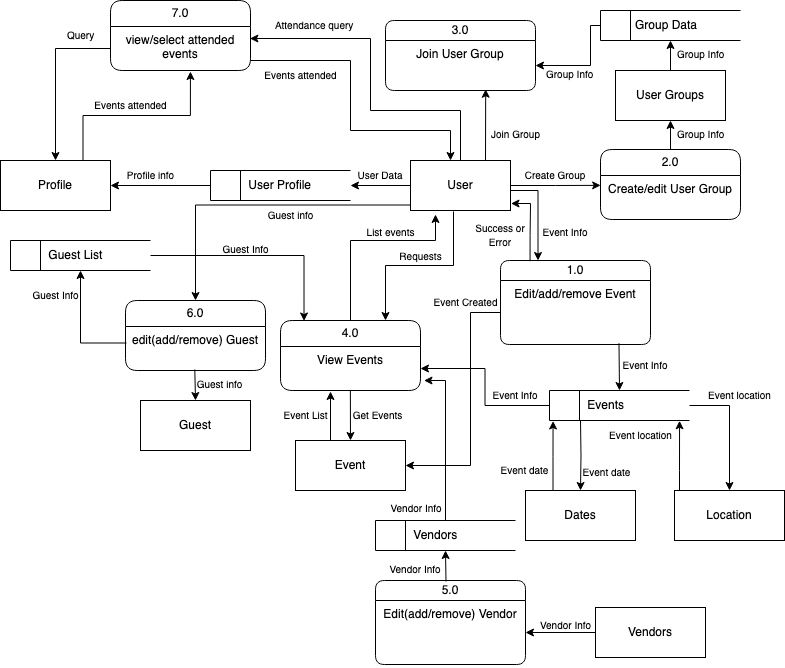 7.0
view/select attended
events
Query
Attendance query
Events attended
Events attended
3.0
Join User Group
Group Data
Group Info
Group Info
User Groups
Group Info
Join Group
2.0
Create/edit User Group
Profile
Profile info
User Profile
User Data
User
Create Group
Guest info
List events
Requests
Success or
Error
Event Info
Guest List
Guest Info
Guest Info
1.0
Edit/add/remove Event
Event Created
6.0
edit(add/remove) Guest
4.0
View Events
Event Info
Guest info
Guest
Event List
Get Events
Event Info
Events
Event location
Event location
Event
Event date
Event date
Dates
Location
Vendor Info
Vendors
Vendor Info
5.0
Edit(add/remove) Vendor
Vendor Info
Vendors